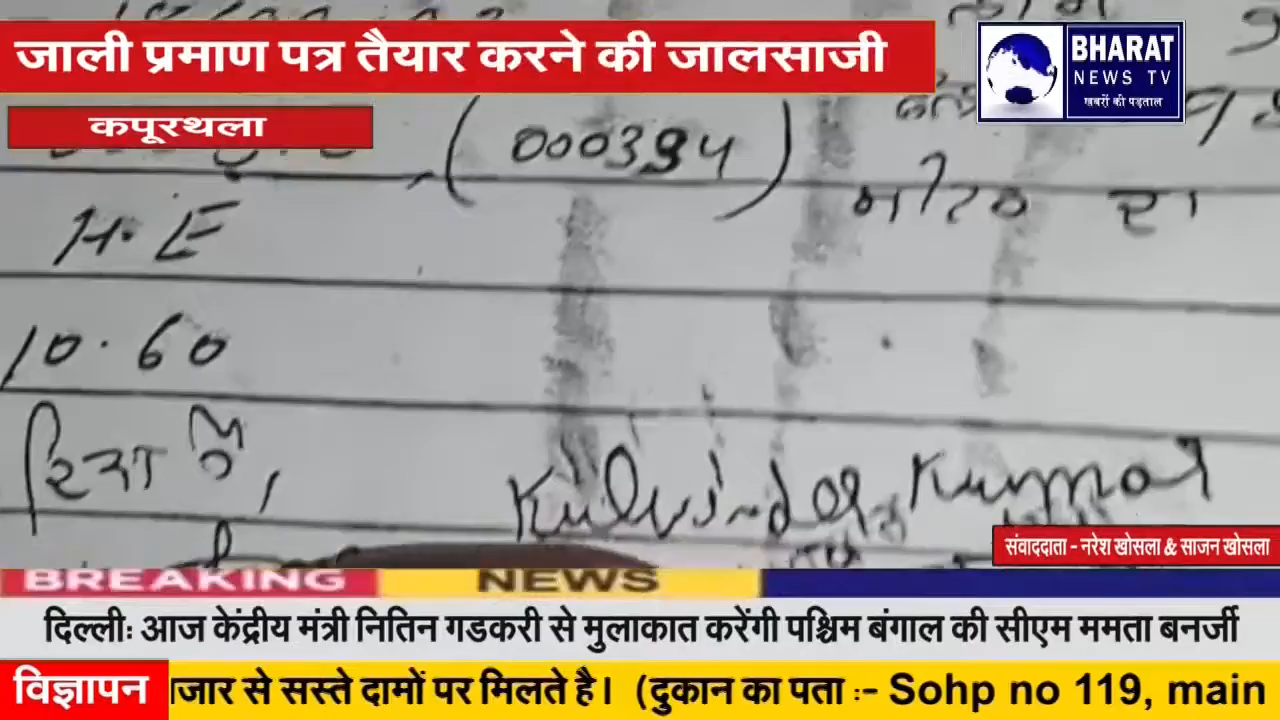 जाली प्रमाण पत्र तैयार करने की जालसाजी
BHARAT
NEWS TV
खबरों की पड़ताल
कपूरथला
(000394)
H.E
10.60
Kulvinder Kumar
संवाददाता - नरेश खोसला & साजन खोसला
BREAKING NEWS
दिल्लीः आज केंद्रीय मंत्री नितिन गडकरी से मुलाकात करेंगी पश्चिम बंगाल की सीएम ममता बनर्जी
विज्ञापन
से सस्ते दामों पर मिलते है। (दुकान का पता :- Sohp no 119, main